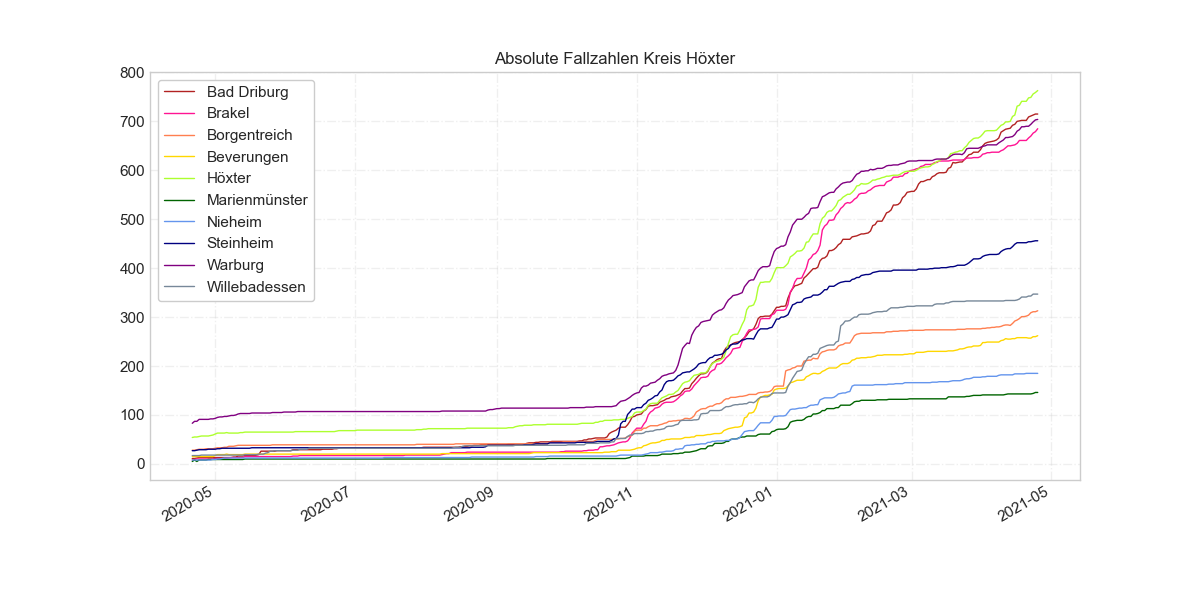 Absolute Fallzahlen Kreis Höxter
800
700
600
500
400
300
200
100
0
Bad Driburg
Brakel
Borgentreich
Beverungen
Höxter
Marienmünster
Nieheim
Steinheim
Warburg
Willebadessen
2020-05
2020-07
2020-09
2020-11
2021-01
2021-03
2021-05